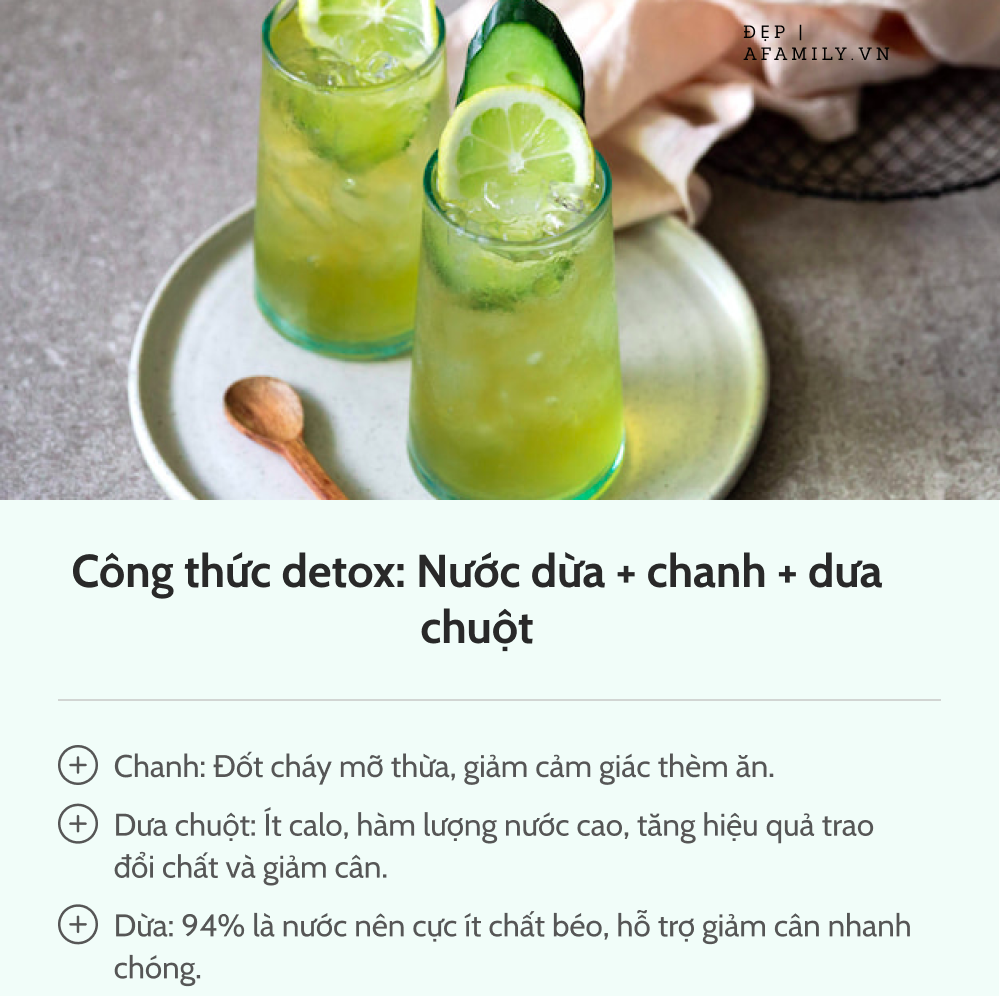 ĐẸP |
AFAMILY.VN
Công thức detox: Nước dừa + chanh + dưa
chuột
Chanh: Đốt cháy mỡ thừa, giảm cảm giác thèm ăn.
Dưa chuột: Ít calo, hàm lượng nước cao, tăng hiệu quả trao
đổi chất và giảm cân.
Dừa: 94% là nước nên cực ít chất béo, hỗ trợ giảm cân nhanh
chóng.